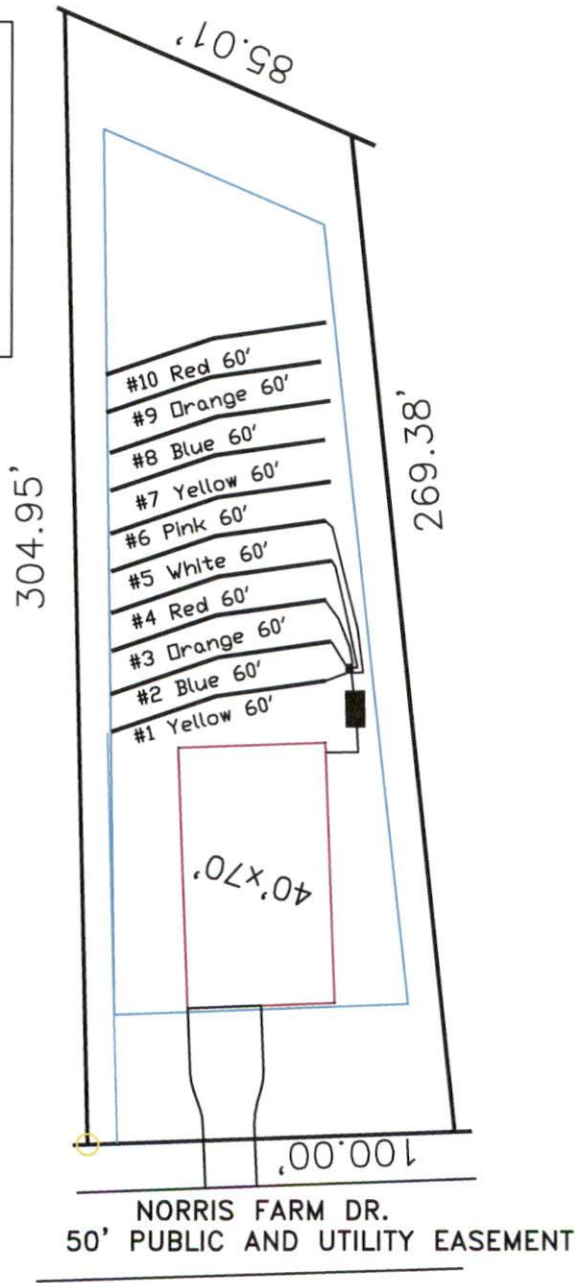 85.01'
#10 Red 60'
#9 Orange 60'
#8 Blue 60'
#7 Yellow 60'
#6 Pink 60'
#5 White 60'
#4 Red 60'
#3 Orange 60'
#2 Blue 60'
#1 Yellow 60'
304.95'
269.38'
40'x70'
100.00'
NORRIS FARM DR.
50' PUBLIC AND UTILITY EASEMENT